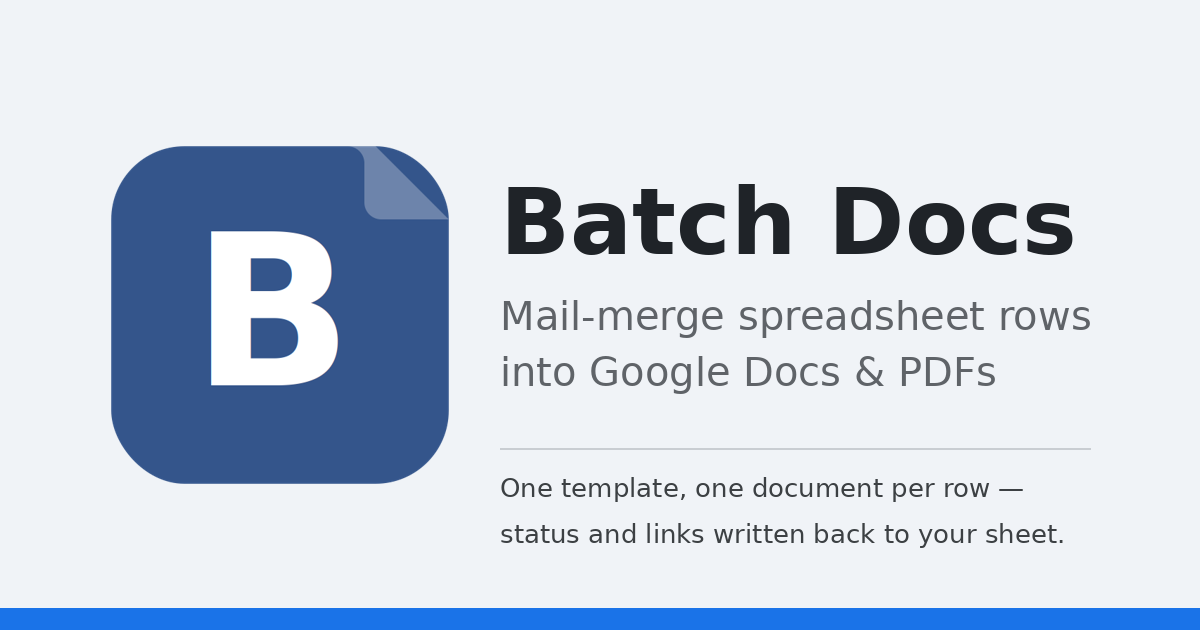 B
Batch Docs
Mail-merge spreadsheet rows
into Google Docs & PDFs
One template, one document per row —
status and links written back to your sheet.